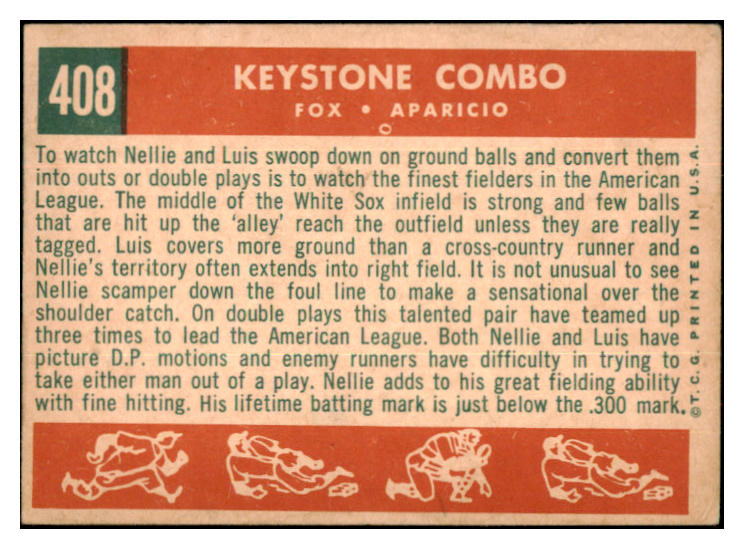 408
KEYSTONE COMBO
FOX • APARICIO
To watch Nellie and Luis swoop down on ground balls and convert them
into outs or double plays is to watch the finest fielders in the American
League. The middle of the White Sox infield is strong and few balls
that are hit up the 'alley' reach the outfield unless they are really
tagged. Luis covers more ground than a cross-country runner and
Nellie's territory often extends into right field. It is not unusual to see
Nellie scamper down the foul line to make a sensational over the
shoulder catch. On double plays this talented pair have teamed up
three times to lead the American League. Both Nellie and Luis have
picture D.P. motions and enemy runners have difficulty in trying to
take either man out of a play. Nellie adds to his great fielding ability
with fine hitting. His lifetime batting mark is just below the .300 mark.
© T. C. G. PRINTED IN U.S.A.